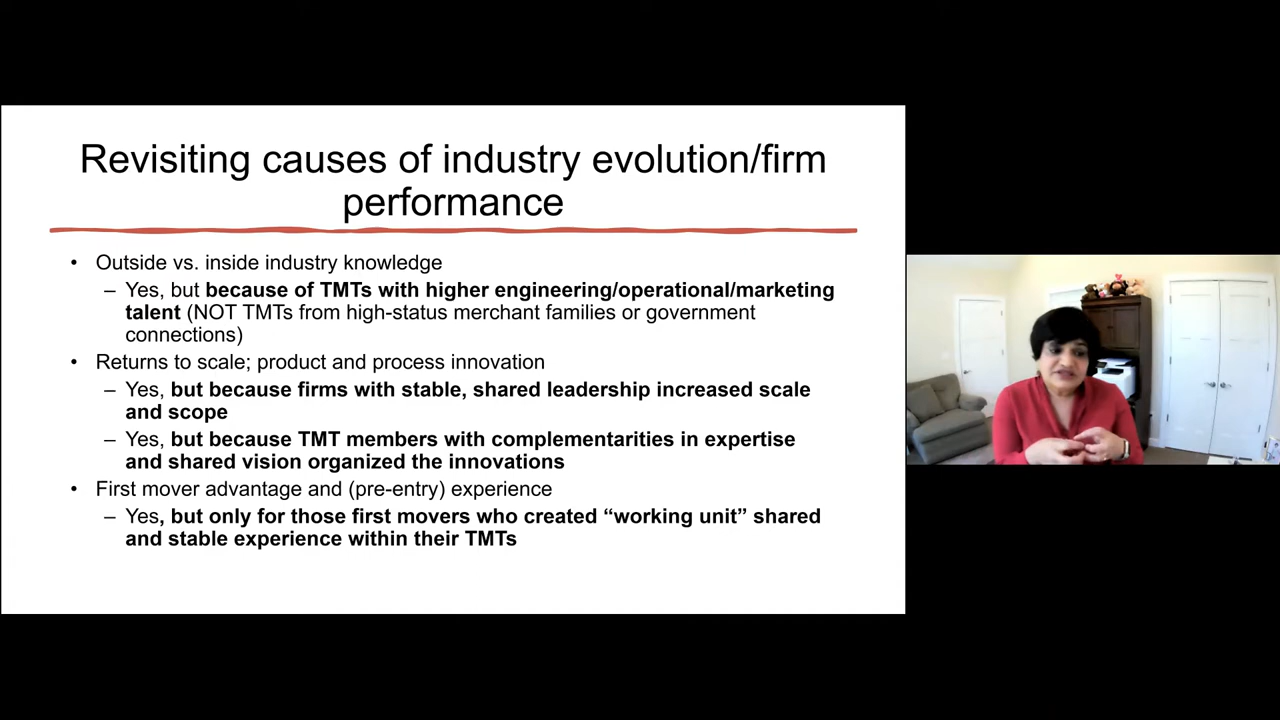 Revisiting causes of industry evolution/firm
performance
• Outside vs. inside industry knowledge
– Yes, but because of TMTs with higher engineering/operational/marketing
talent (NOT TMTs from high-status merchant families or government
connections)
• Returns to scale; product and process innovation
– Yes, but because firms with stable, shared leadership increased scale
and scope
– Yes, but because TMT members with complementarities in expertise
and shared vision organized the innovations
• First mover advantage and (pre-entry) experience
– Yes, but only for those first movers who created “working unit” shared
and stable experience within their TMTs